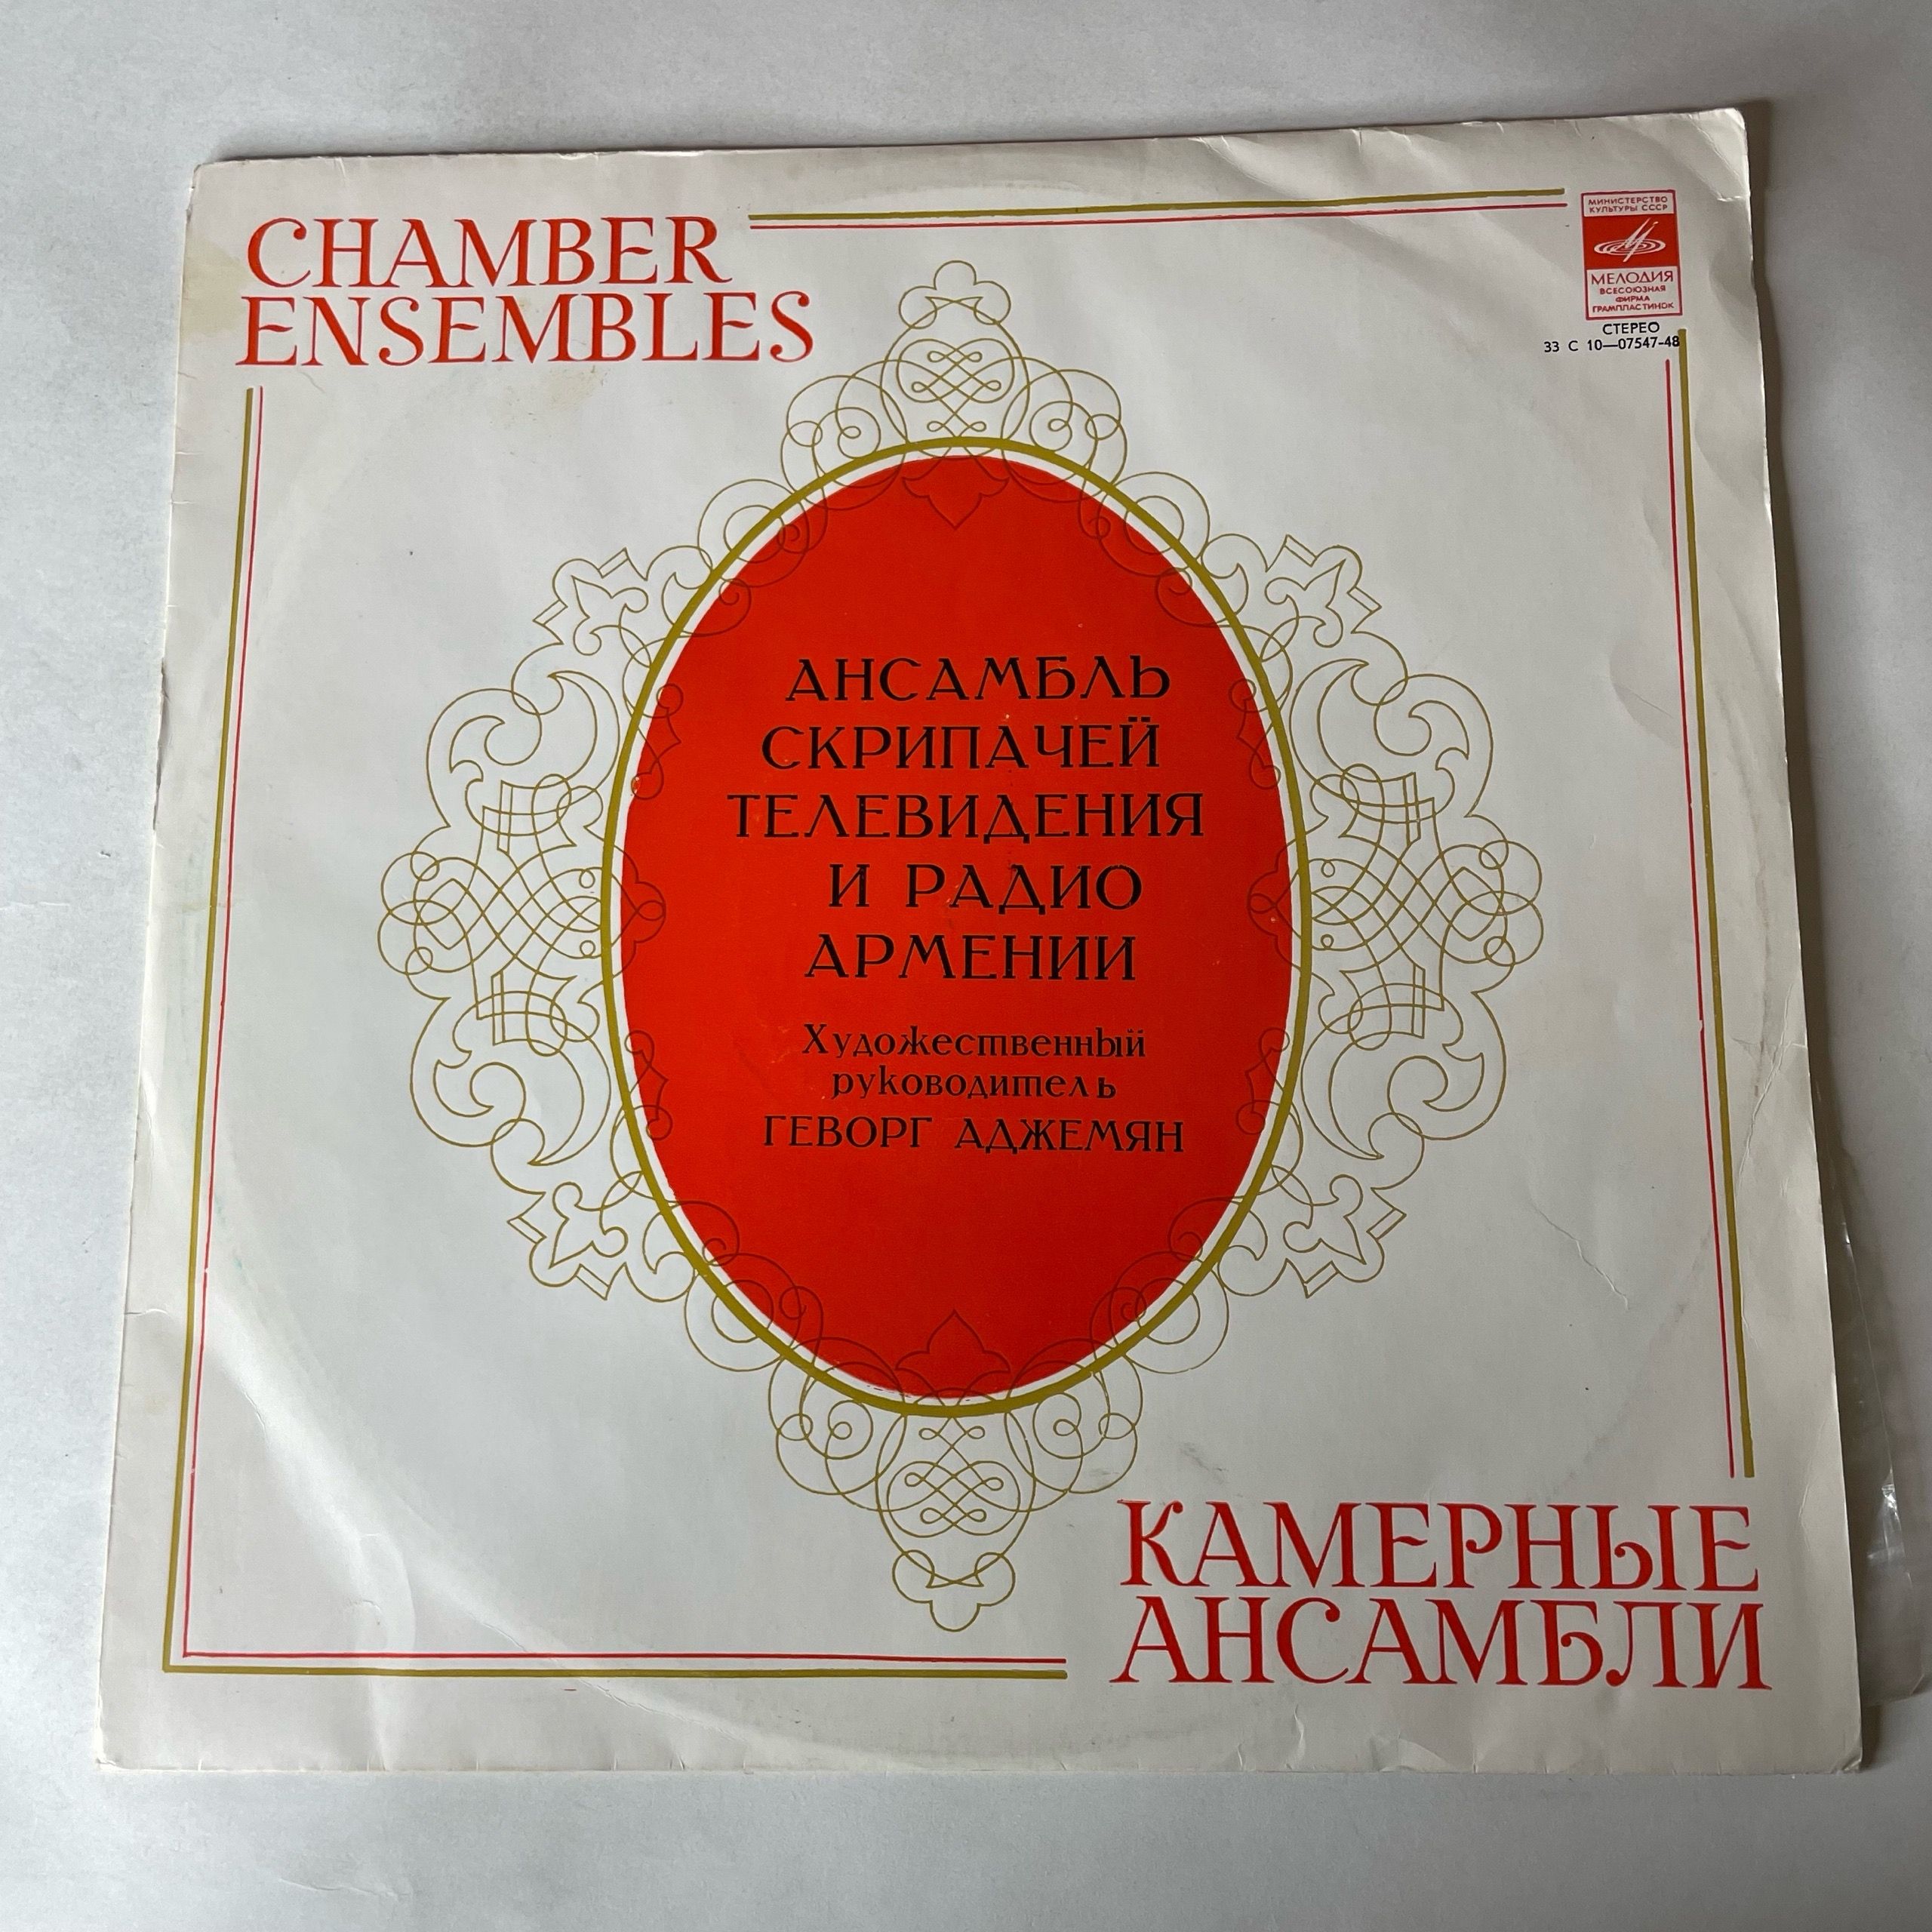 CHAMBER
ENSEMBLES
МИНИСТЕРСТВО
КУЛЬТУРЫ СССР
МЕЛОДИЯ
ВСЕСОЮЗНАЯ
ФИРМА
ГРАМПЛАСТИНОК
СТЕРЕО
33 С 10—07547-48
АНСАМБЛЬ
СКРИПАЧЕЙ
ТЕЛЕВИДЕНИЯ
И РАДИО
АРМЕНИИ
Художественный
руководитель
ГЕВОРГ АДЖЕМЯН
КАМЕРНЫЕ
АНСАМБЛИ